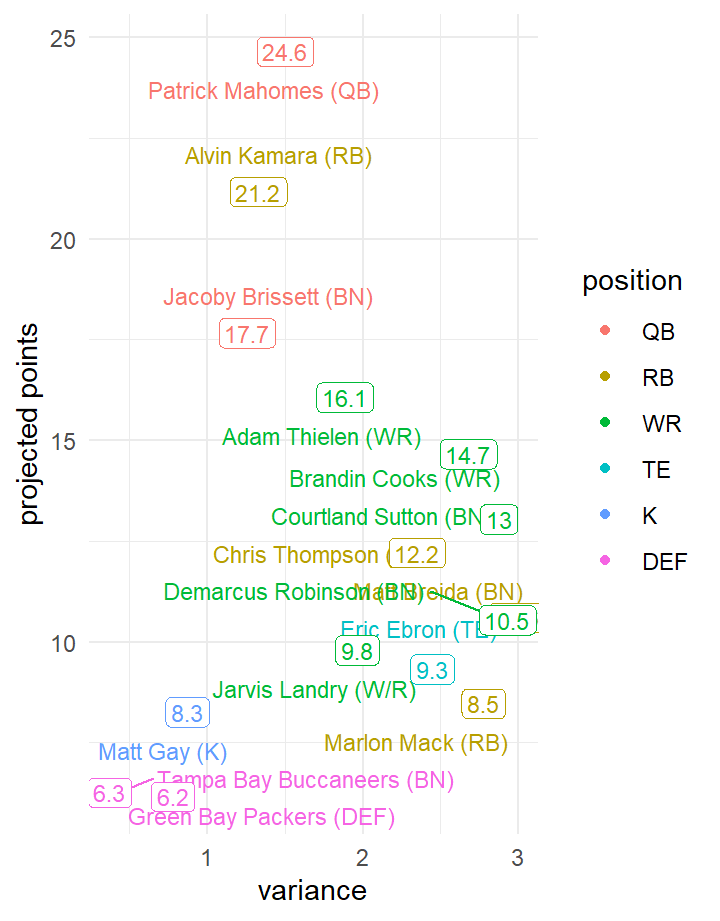 25
24.6
Patrick Mahomes (QB)
Alvin Kamara (RB)
21.2
20
Jacoby Brissett (BN)
17.7
16.1
Adam Thielen (WR)
15
14.7
Brandin Cooks (WR)
Courtland Sutton (BN
13
Chris Thompson (
12.2
Demarcus Robinson (BN)
Matt Breida (BN)
10.5
Eric Ebron (TE)
10
9.8
9.3
Jarvis Landry (W/R)
8.5
8.3
Marlon Mack (RB)
Matt Gay (K)
Tampa Bay Buccaneers (BN)
6.3
6.2
Green Bay Packers (DEF)
1
2
3
variance
projected points
position
QB
RB
WR
TE
K
DEF